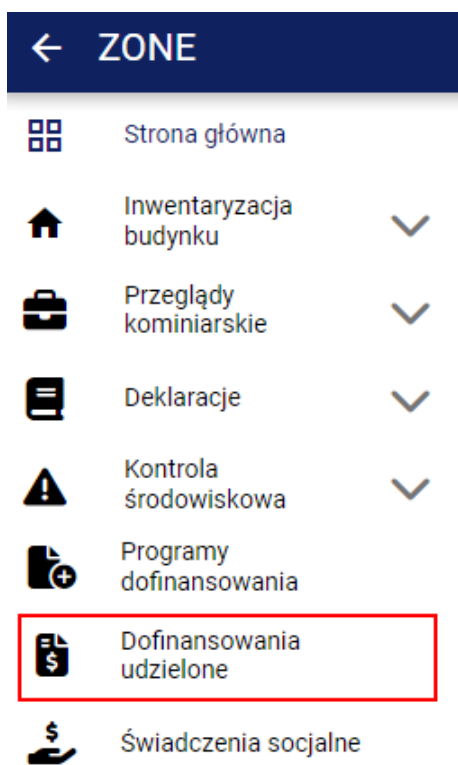 ZONE
Strona główna
Inwentaryzacja
budynku
Przeglądy
kominiarskie
Deklaracje
Kontrola
środowiskowa
Programy
dofinansowania
Dofinansowania
udzielone
Świadczenia socjalne